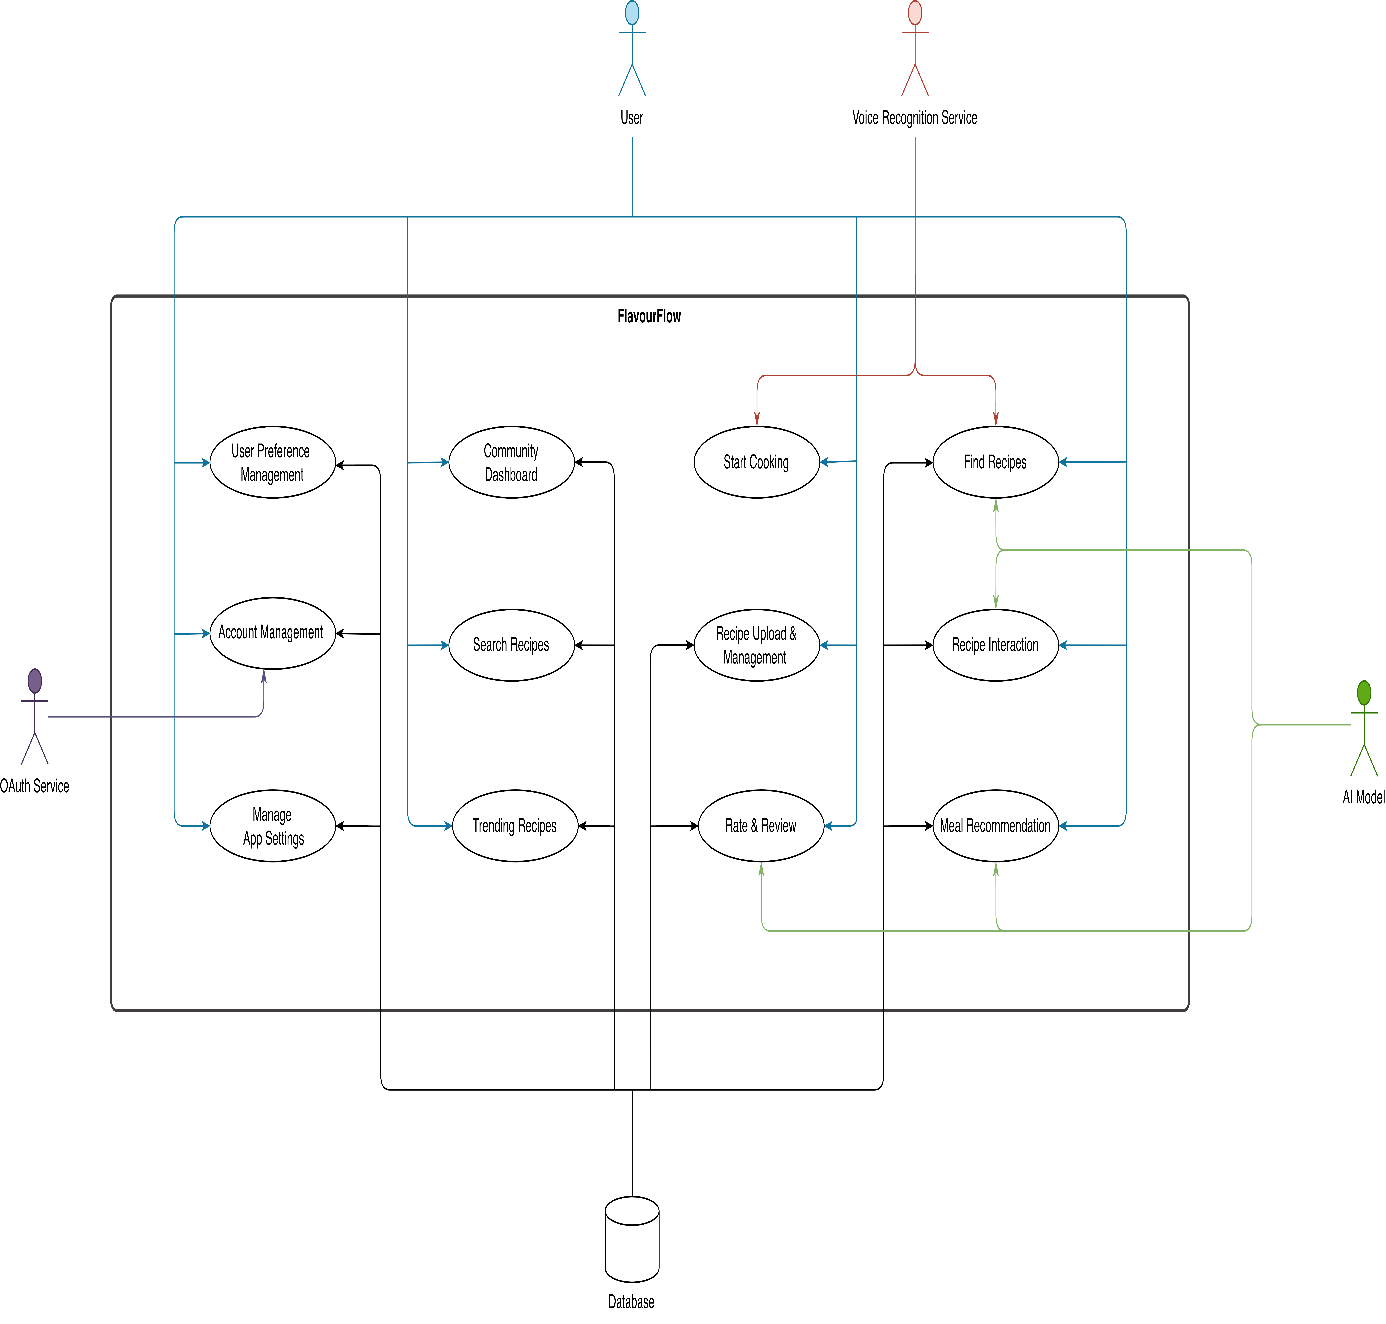 User
Voice Recognition Service
FlavourFlow
User Preference
Management
Community
Dashboard
Start Cooking
Find Recipes
Account Management
Search Recipes
Recipe Upload &
Management
Recipe Interaction
OAuth Service
AI Model
Manage
App Settings
Trending Recipes
Rate & Review
Meal Recommendation
Database